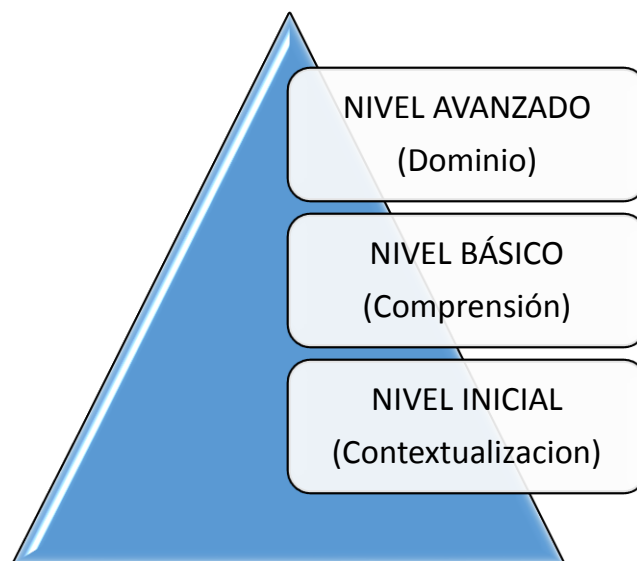 NIVEL AVANZADO
(Dominio)
NIVEL BÁSICO
(Comprensión)
NIVEL INICIAL
(Contextualizacion)